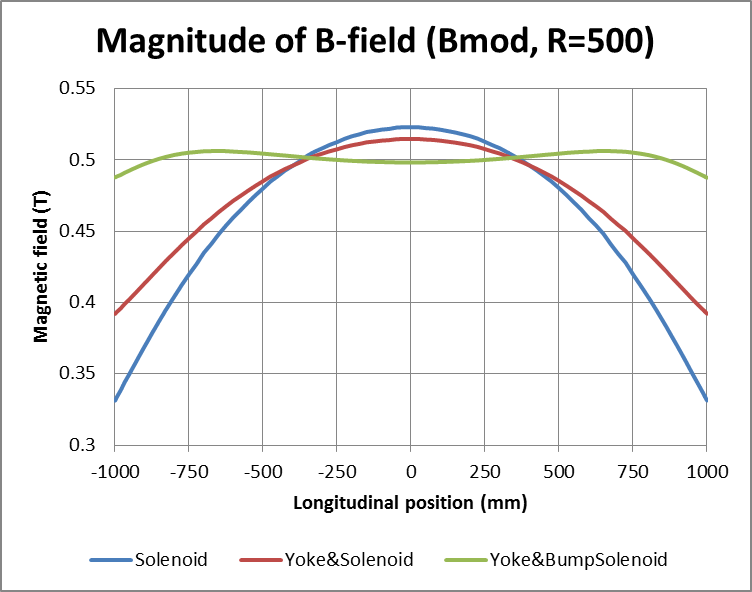 Magnitude of B-field (Bmod, R=500)
0.55
0.5
0.45
0.4
0.35
0.3
Magnetic field (T)
-1000 -750 -500 -250 0 250 500 750 1000
Longitudinal position (mm)
Solenoid Yoke&Solenoid Yoke&BumpSolenoid